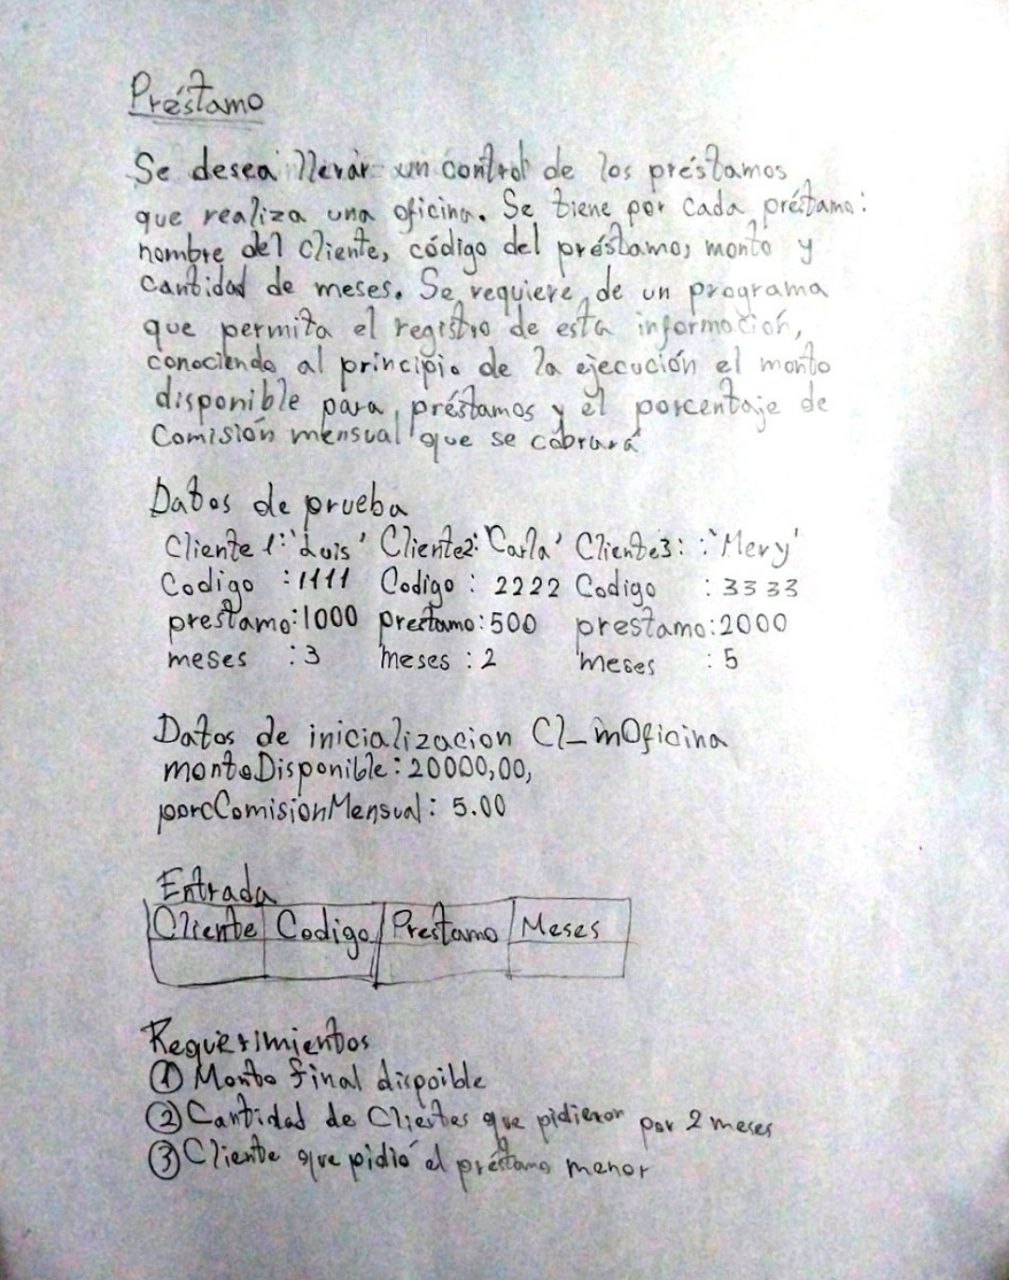 Préstamo
Se desea llevar un control de los préstamos
que realiza una oficina. Se tiene por cada préstamo:
nombre del cliente, código del préstamo, monto y
cantidad de meses. Se requiere de un programa
que permita el registro de esta información,
conociendo al principio de la ejecución el monto
disponible para préstamos y el porcentaje de
Comisión mensual que se cobrará
Datos de prueba
Cliente 1: 'Luis' Cliente2: 'Carla' Cliente3: : 'Mery'
Codigo : 1111 Codigo : 2222 Codigo : 3333
prestamo: 1000 prestamo: 500 prestamo: 2000
meses : 3 meses : 2 meses : 5
Datos de inicializacion Cl_mOficina
montoDisponible: 20000,00,
porcComisionMensual: 5.00
Entrada
Cliente Codigo Prestamo Meses
Requerimientos
① Monto final dispoible
② Cantidad de Clientes que pidieron por 2 meses
③ Cliente que pidió el préstamo menor